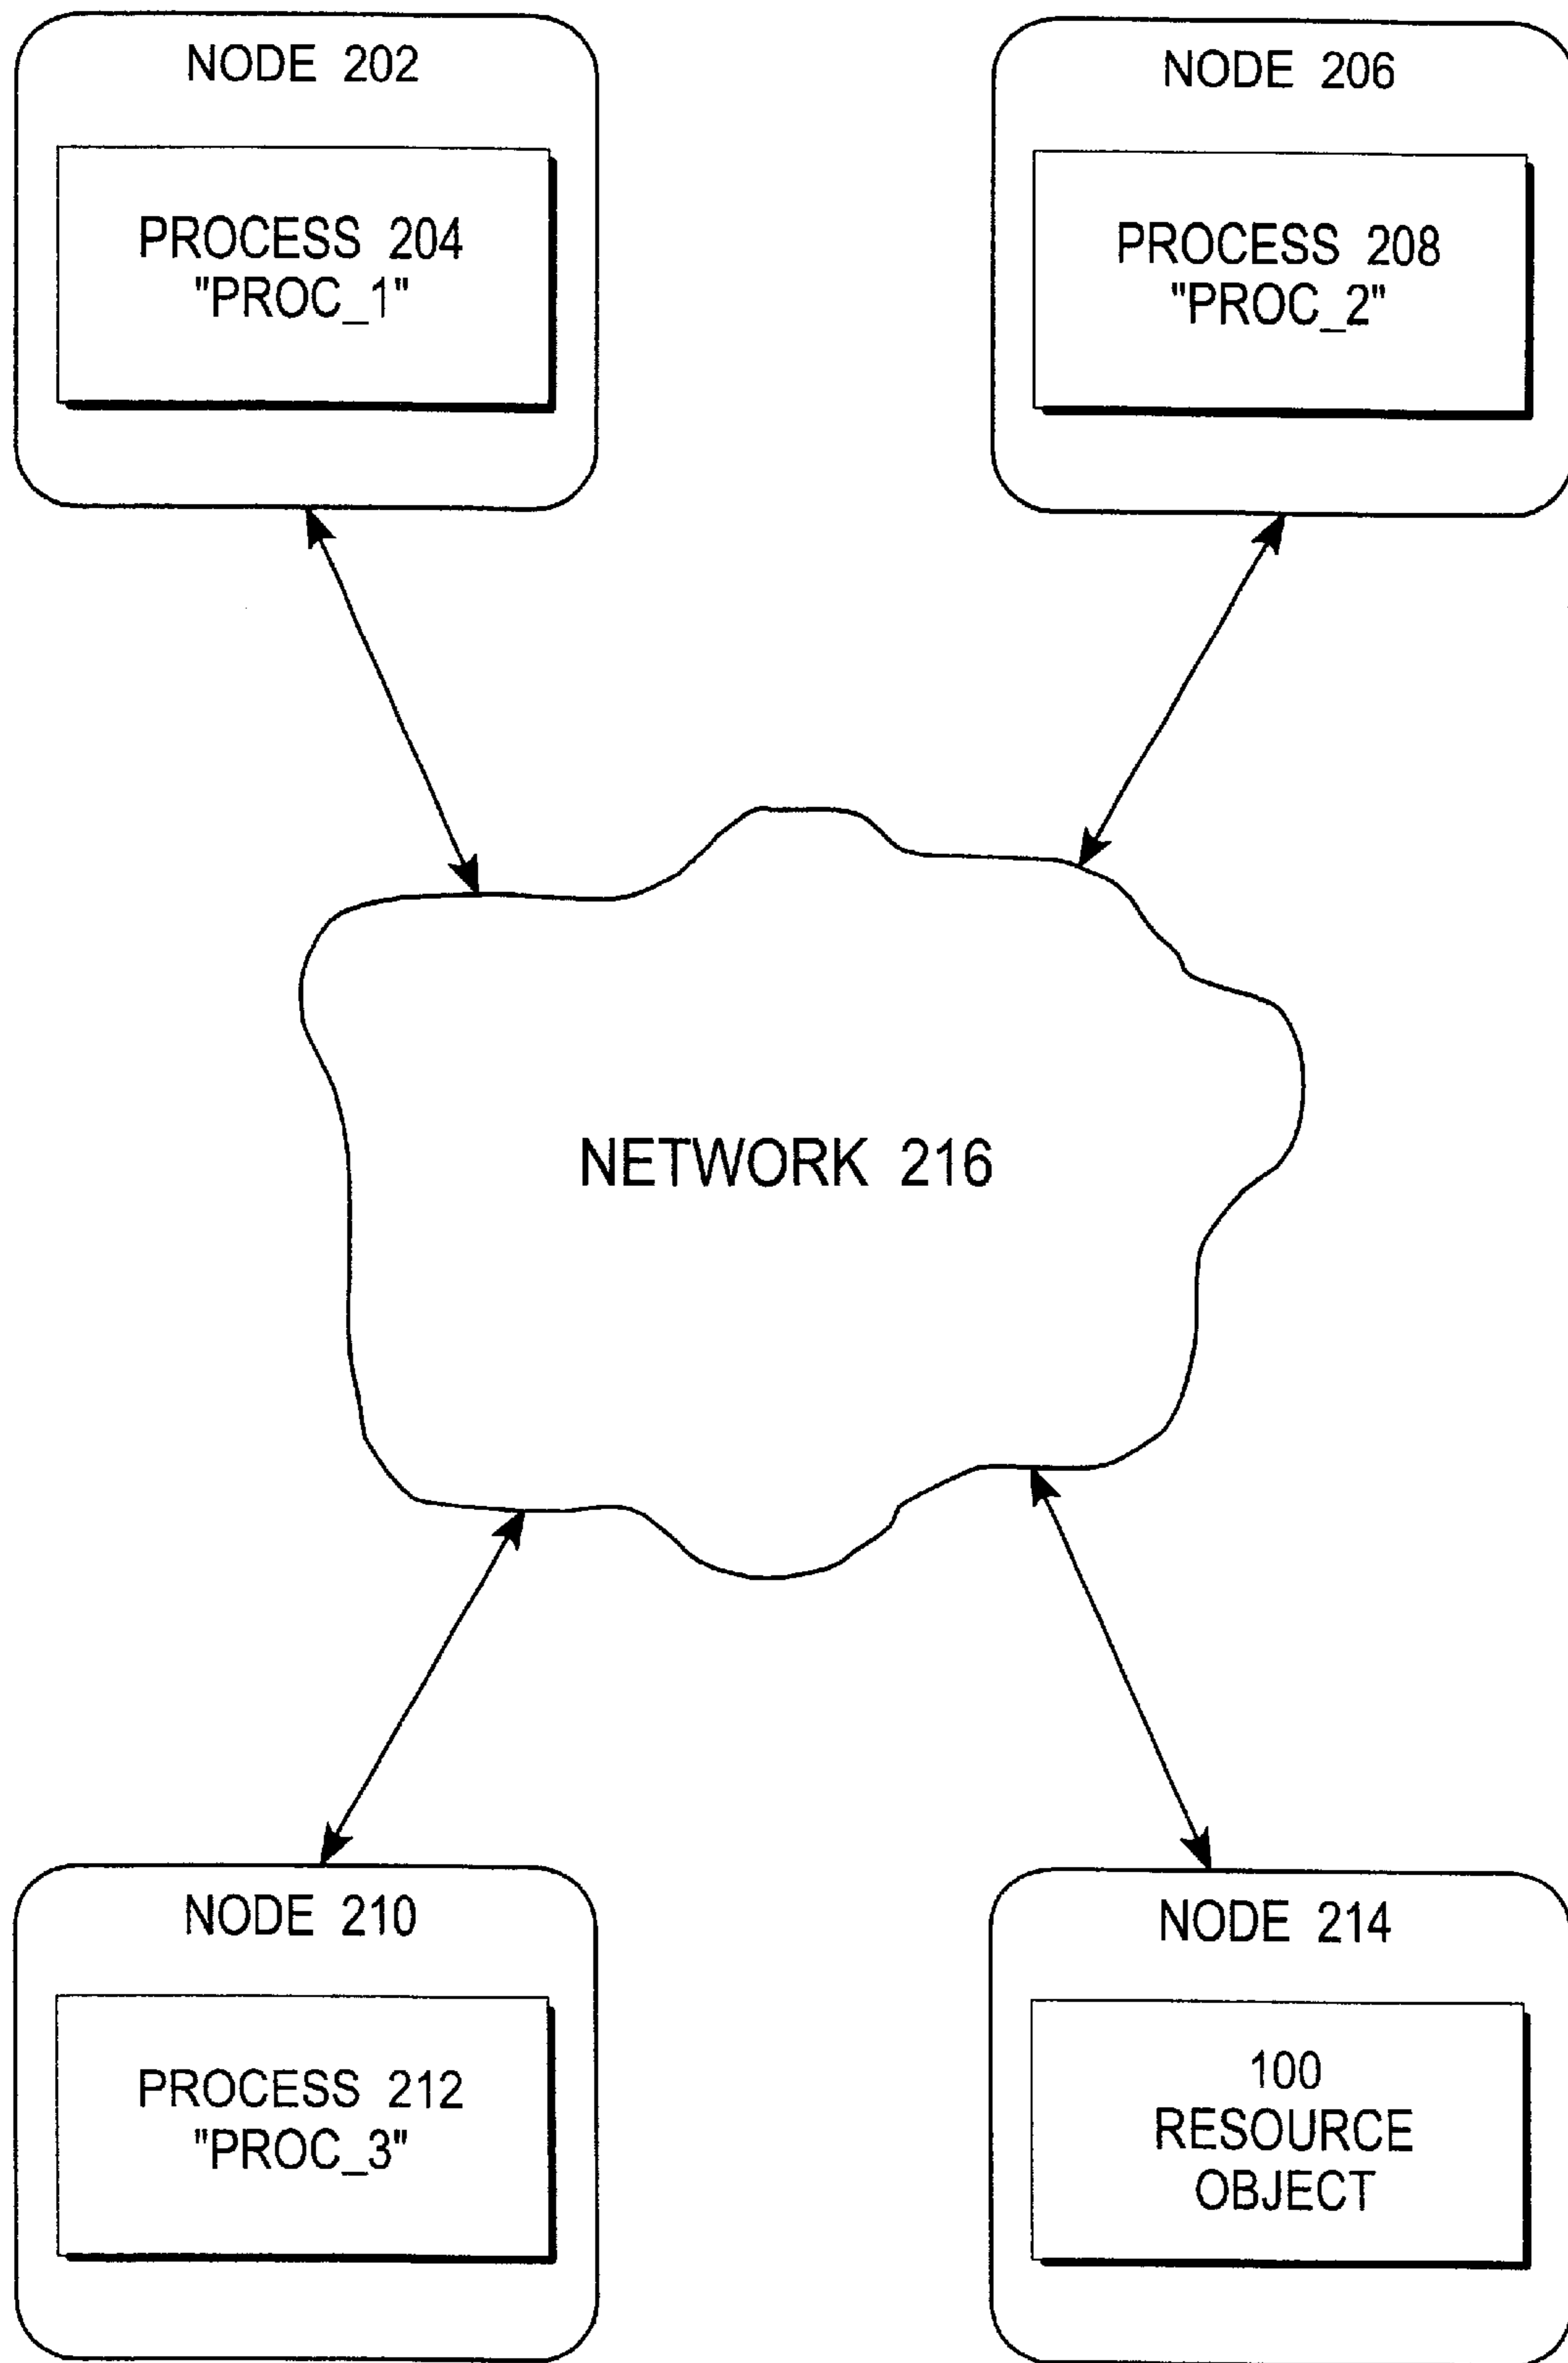 NODE 202
PROCESS 204
"PROC_1"
NODE 206
PROCESS 208
"PROC_2"
NETWORK 216
NODE 210
PROCESS 212
"PROC_3"
NODE 214
100
RESOURCE
OBJECT